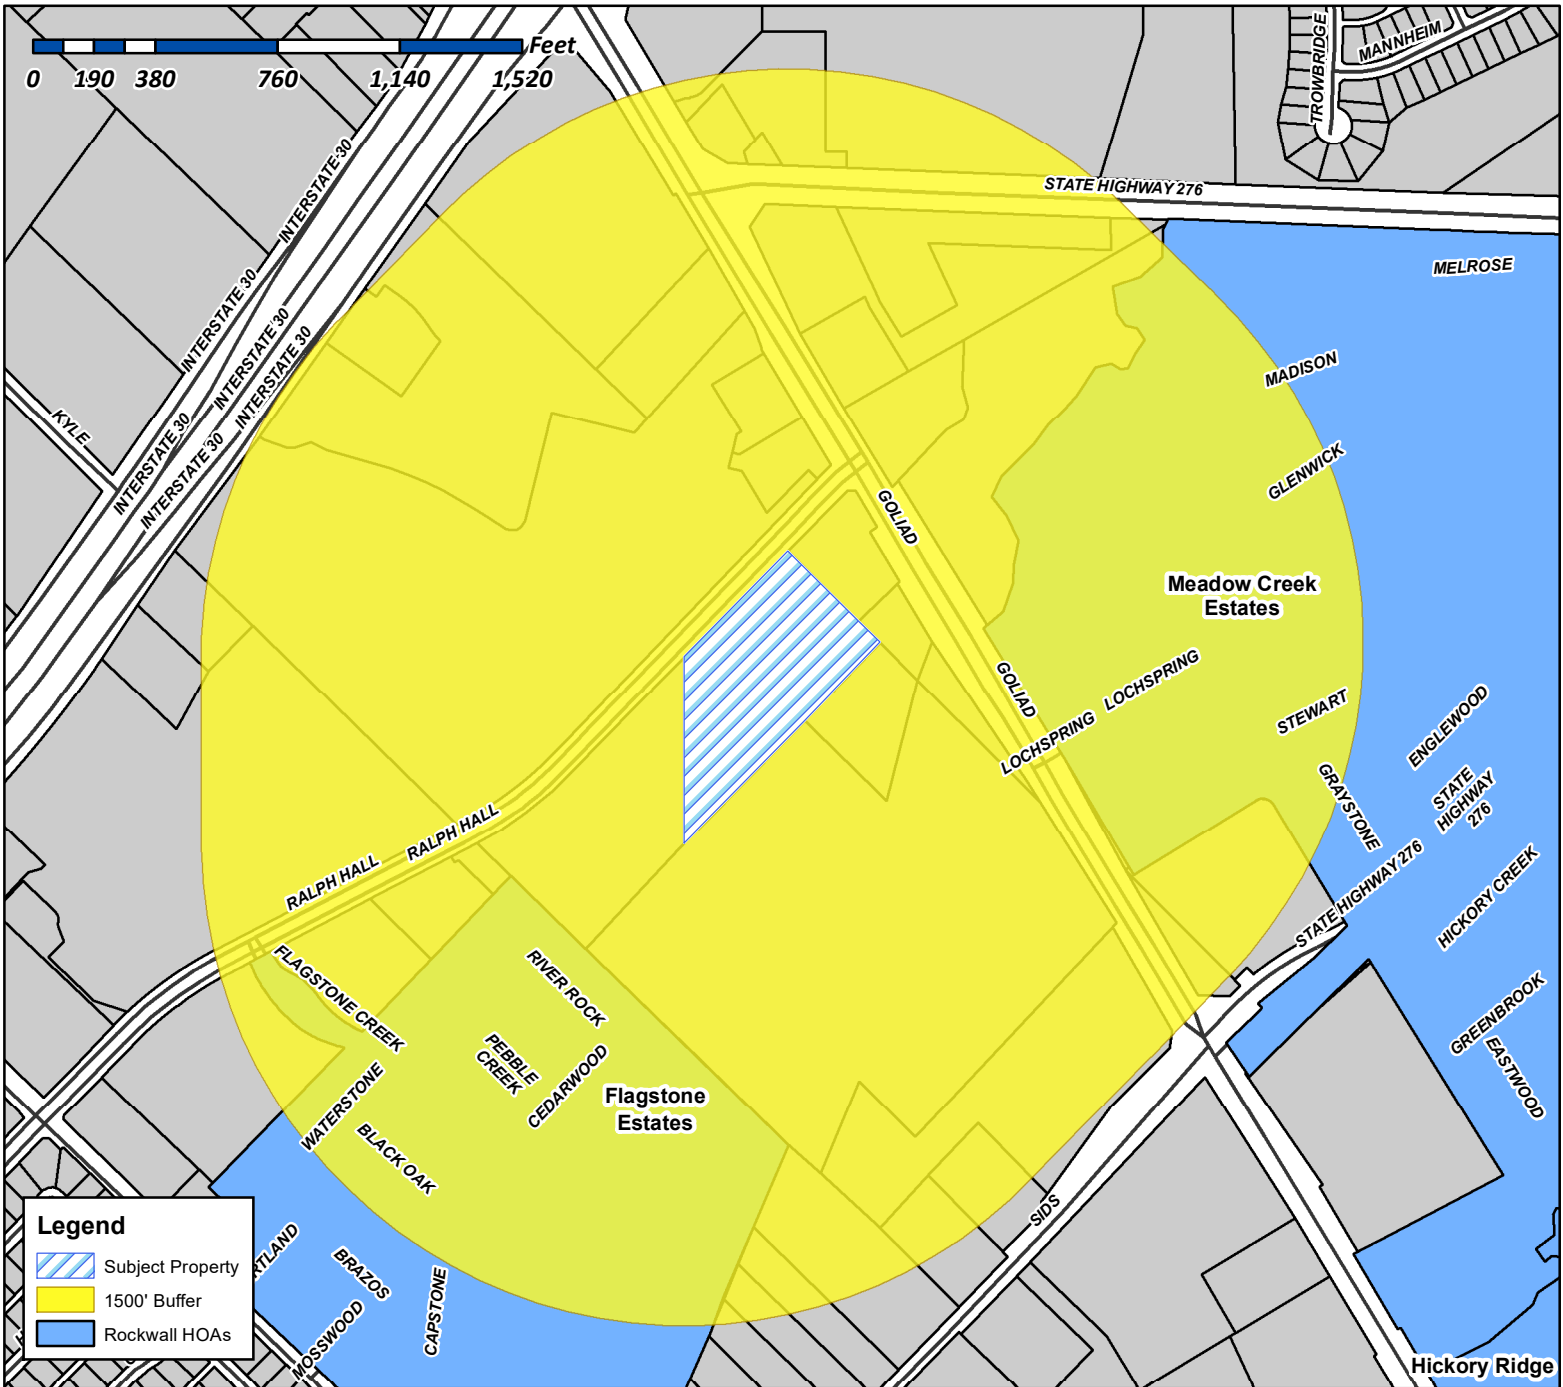 Feet
0 190 380 760 1,140 1,520
TROWBRIDGE
MANNHEIM
INTERSTATE 30
STATE HIGHWAY 276
INTERSTATE 30
INTERSTATE 30
INTERSTATE 30
MELROSE
MADISON
KYLE
INTERSTATE 30
INTERSTATE 30
GLENWICK
GOLIAD
Meadow Creek
Estates
LOCHSPRING
GOLIAD
LOCHSPRING
STEWART
ENGLEWOOD
STATE
HIGHWAY
276
GRAYSTONE
RALPH HALL
RALPH HALL
STATE HIGHWAY 276
HICKORY CREEK
FLAGSTONE CREEK
RIVER ROCK
GREENBROOK
PEBBLE
CREEK
CEDARWOOD
EASTWOOD
WATERSTONE
Flagstone
Estates
BLACK OAK
SIDS
BRAZOS
CAPSTONE
MOSSWOOD
Hickory Ridge
Legend
Subject Property
1500' Buffer
Rockwall HOAs